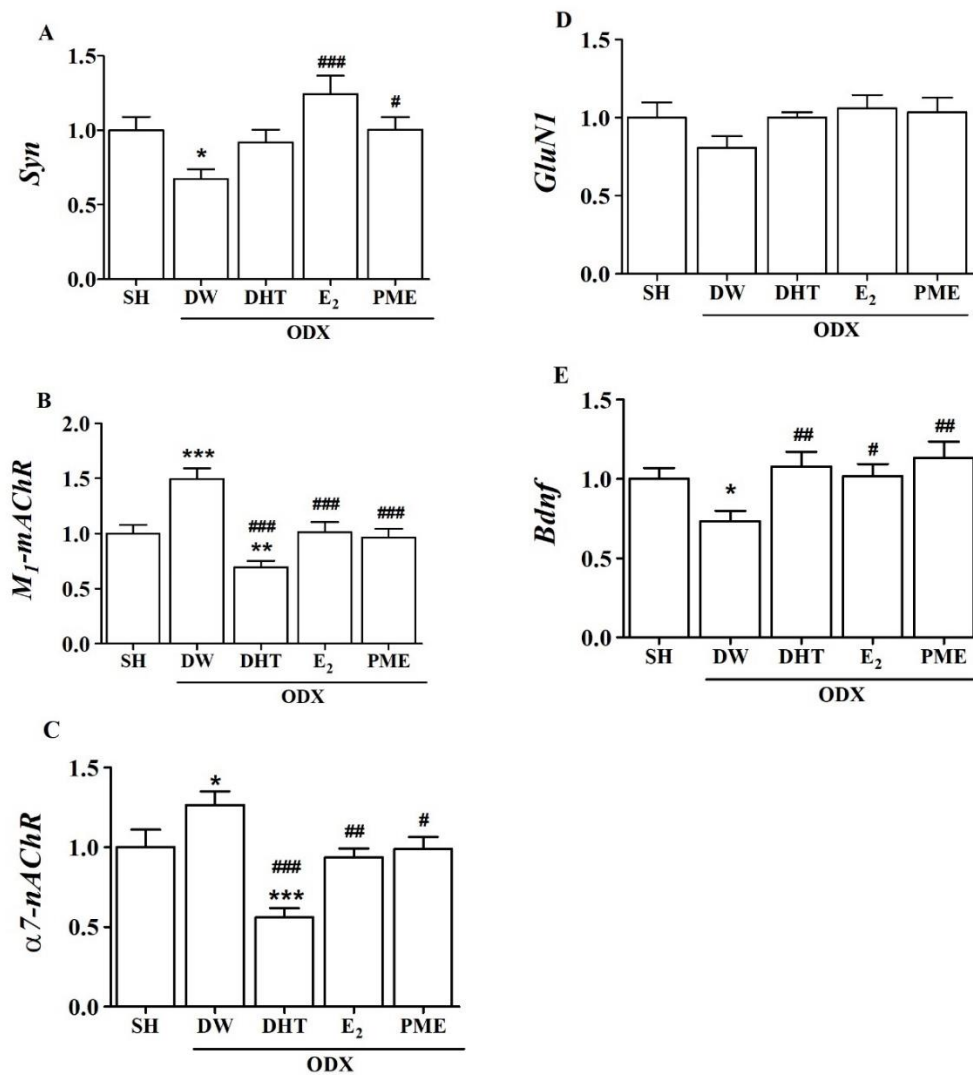 A
Syn
1.5
1.0
0.5
0.0
*
###
#
SH DW DHT E₂ PME
ODX
B
M₁-mAChR
2.0
1.5
1.0
0.5
0.0
***
###
**
###
###
SH DW DHT E₂ PME
ODX
C
α7-nAChR
1.5
1.0
0.5
0.0
*
###
***
##
#
SH DW DHT E₂ PME
ODX
D
GluN1
1.5
1.0
0.5
0.0
SH DW DHT E₂ PME
ODX
E
Bdnf
1.5
1.0
0.5
0.0
*
##
#
##
SH DW DHT E₂ PME
ODX